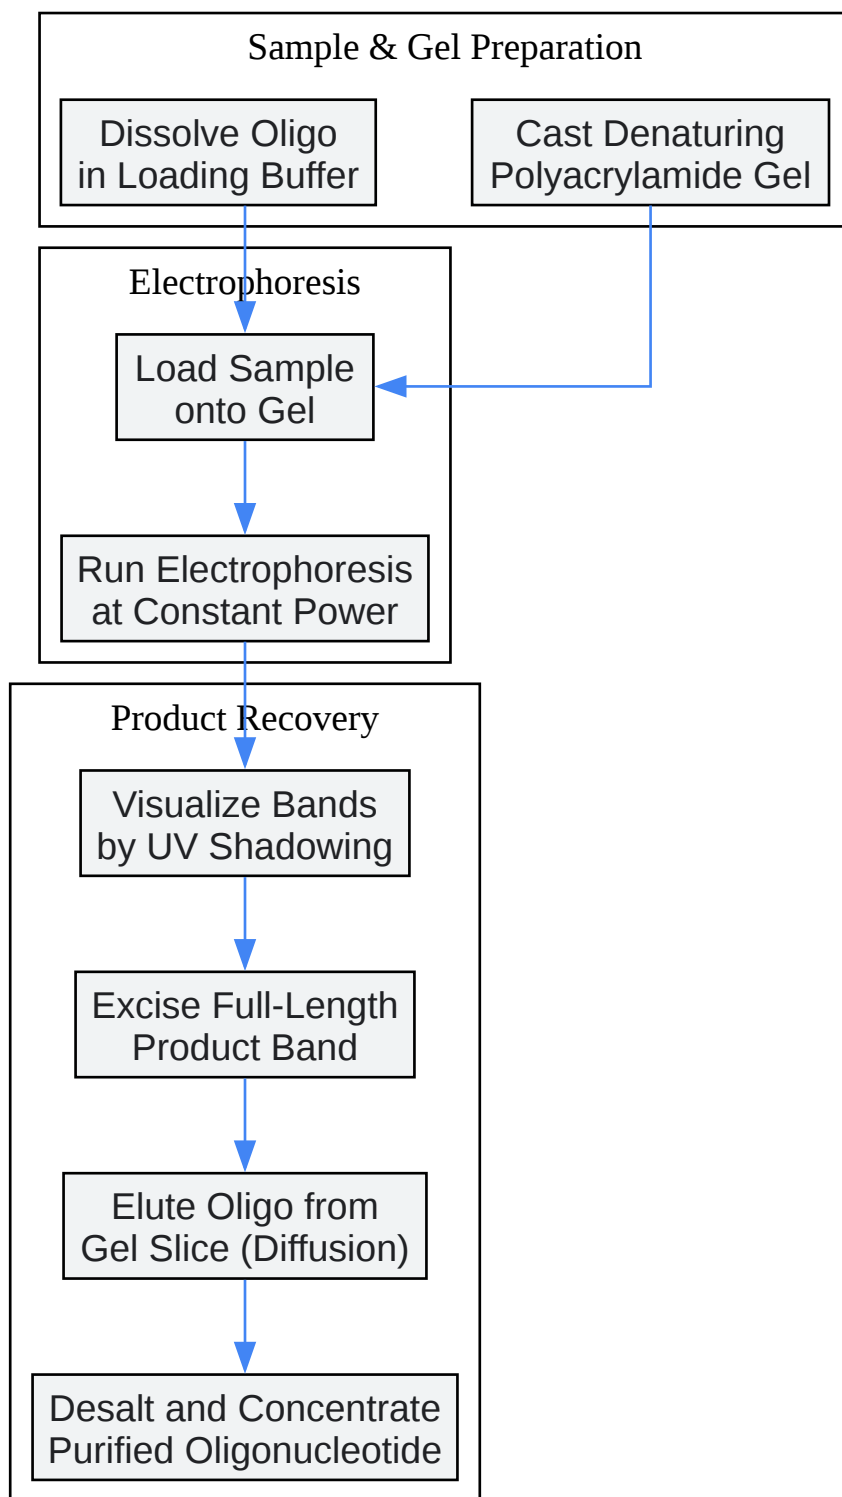 Sample & Gel Preparation
Dissolve Oligo
in Loading Buffer
Cast Denaturing
Polyacrylamide Gel
Electrophoresis
Load Sample
onto Gel
Run Electrophoresis
at Constant Power
Product Recovery
Visualize Bands
by UV Shadowing
Excise Full-Length
Product Band
Elute Oligo from
Gel Slice (Diffusion)
Desalt and Concentrate
Purified Oligonucleotide